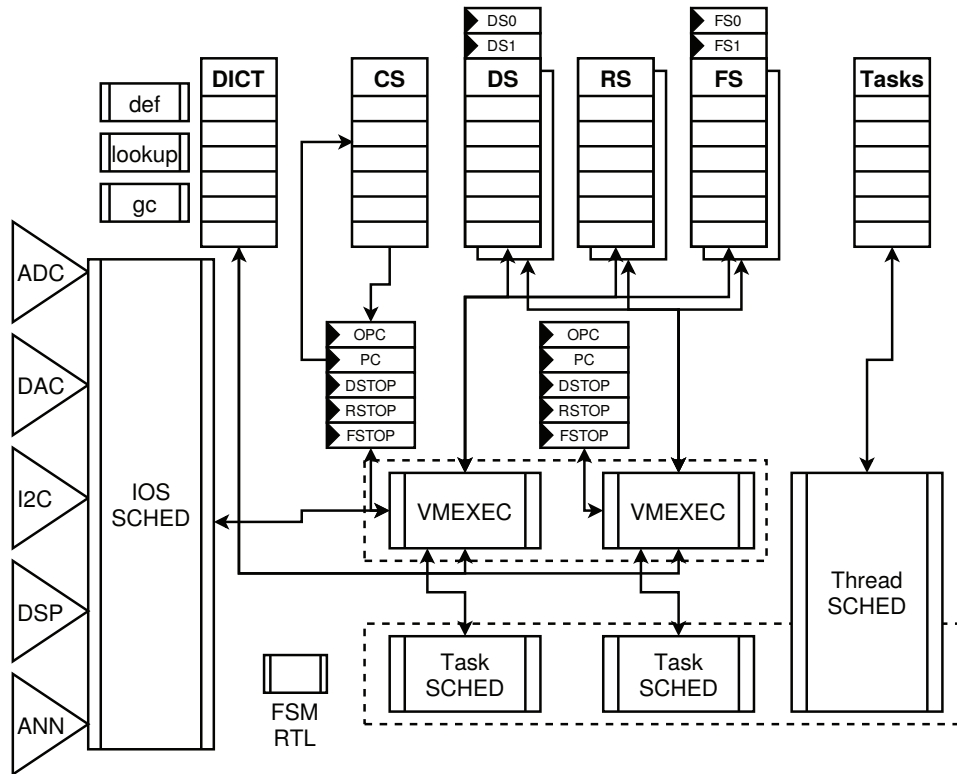 DS0
DS1
FS0
FS1
DICT
CS
DS
RS
FS
Tasks
def
lookup
gc
ADC
DAC
I2C
DSP
ANN
IOS
SCHED
OPC
PC
DSTOP
RSTOP
FSTOP
OPC
PC
DSTOP
RSTOP
FSTOP
VMEXEC
VMEXEC
Thread
SCHED
Task
SCHED
Task
SCHED
FSM
RTL